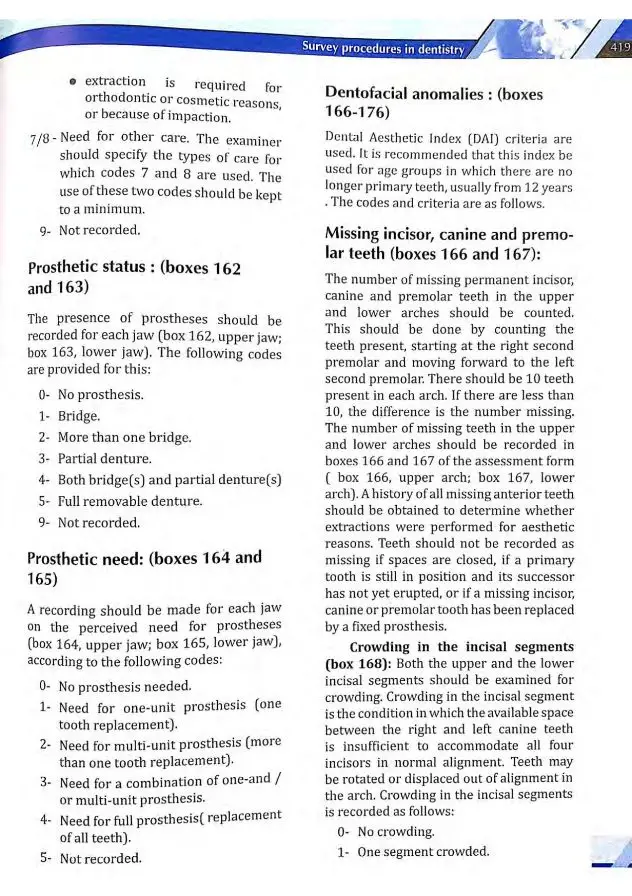 Survey procedures in dentistry
419
• extraction is required for
orthodontic or cosmetic reasons,
or because of impaction.
7/8 - Need for other care. The examiner
should specify the types of care for
which codes 7 and 8 are used. The
use of these two codes should be kept
to a minimum.
9- Not recorded.
Prosthetic status : (boxes 162
and 163)
The presence of prostheses should be
recorded for each jaw (box 162, upper jaw;
box 163, lower jaw). The following codes
are provided for this:
0- No prosthesis.
1- Bridge.
2- More than one bridge.
3- Partial denture.
4- Both bridge(s) and partial denture(s)
5- Full removable denture.
9- Not recorded.
Prosthetic need: (boxes 164 and
165)
A recording should be made for each jaw
on the perceived need for prostheses
(box 164, upper jaw; box 165, lower jaw),
according to the following codes:
0- No prosthesis needed.
1- Need for one-unit prosthesis (one
tooth replacement).
2- Need for multi-unit prosthesis (more
than one tooth replacement).
3- Need for a combination of one-and /
or multi-unit prosthesis.
4- Need for full prosthesis( replacement
of all teeth).
5- Not recorded.
Dentofacial anomalies : (boxes
166-176)
Dental Aesthetic Index (DAI) criteria are
used. It is recommended that this index be
used for age groups in which there are no
longer primary teeth, usually from 12 years
. The codes and criteria are as follows.
Missing incisor, canine and premo-
lar teeth (boxes 166 and 167):
The number of missing permanent incisor,
canine and premolar teeth in the upper
and lower arches should be counted.
This should be done by counting the
teeth present, starting at the right second
premolar and moving forward to the left
second premolar. There should be 10 teeth
present in each arch. If there are less than
10, the difference is the number missing.
The number of missing teeth in the upper
and lower arches should be recorded in
boxes 166 and 167 of the assessment form
( box 166, upper arch; box 167, lower
arch). A history of all missing anterior teeth
should be obtained to determine whether
extractions were performed for aesthetic
reasons. Teeth should not be recorded as
missing if spaces are closed, if a primary
tooth is still in position and its successor
has not yet erupted, or if a missing incisor,
canine or premolar tooth has been replaced
by a fixed prosthesis.
Crowding in the incisal segments
(box 168): Both the upper and the lower
incisal segments should be examined for
crowding. Crowding in the incisal segment
is the condition in which the available space
between the right and left canine teeth
is insufficient to accommodate all four
incisors in normal alignment. Teeth may
be rotated or displaced out of alignment in
the arch. Crowding in the incisal segments
is recorded as follows:
0- No crowding.
1- One segment crowded.